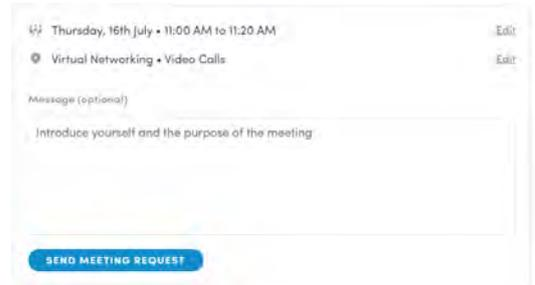 Thursday, 16th July • 11:00 AM to 11:20 AM Edit
Virtual Networking • Video Calls Edit
Message (optional)
Introduce yourself and the purpose of the meeting
SEND MEETING REQUEST